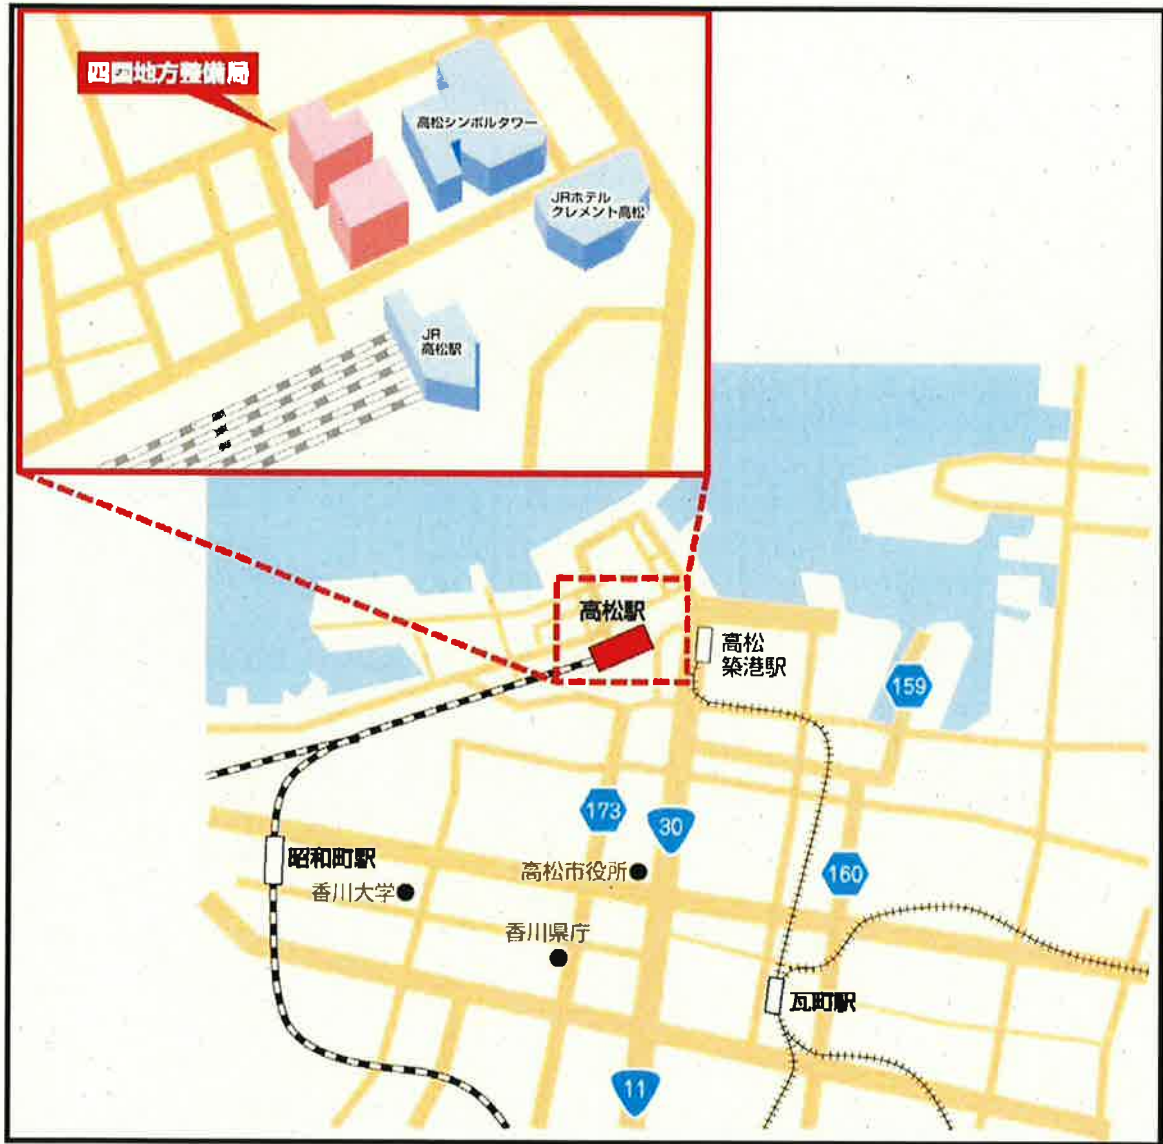 四国地方整備局
高松シンボルタワー
JRホテル
クレメント高松
JR
高松駅
高松駅
高松
築港駅
159
173
30
昭和町駅
高松市役所
160
香川大学
香川県庁
瓦町駅
11